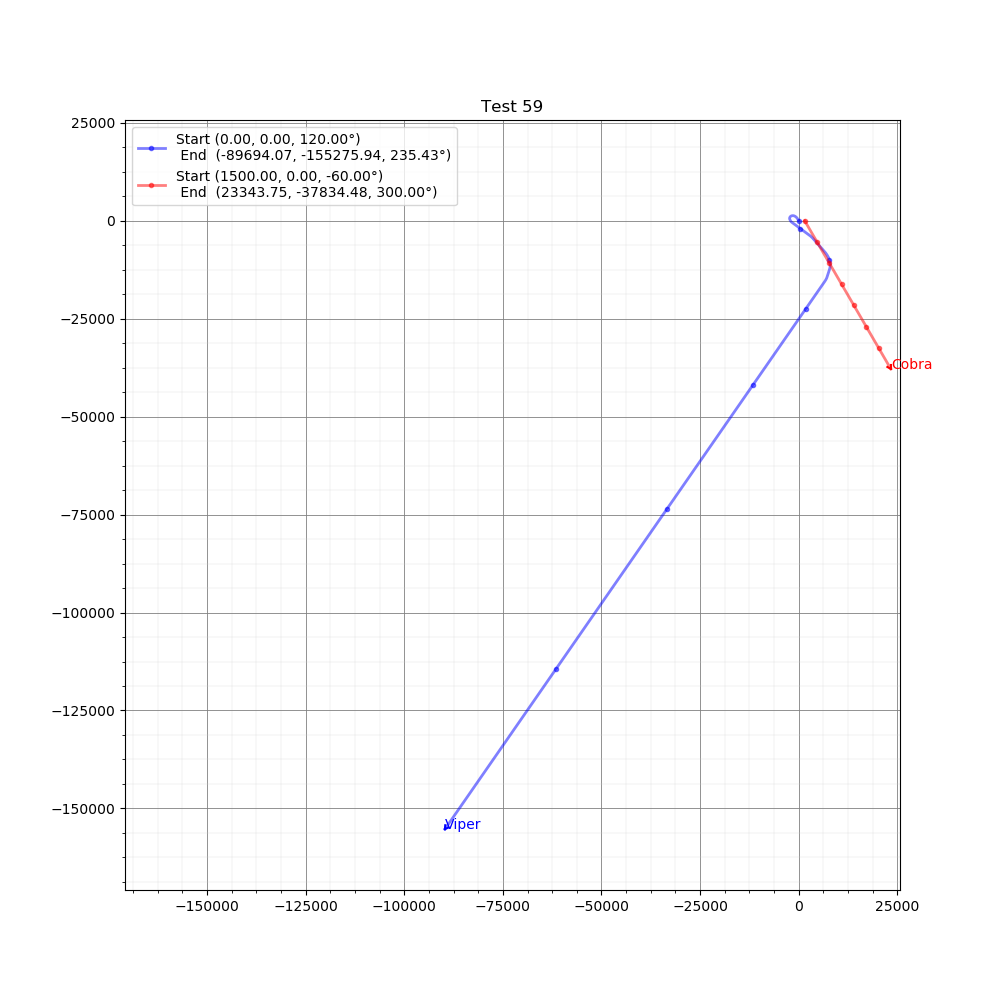 Test 59
Start (0.00, 0.00, 120.00°)
End (-89694.07, -155275.94, 235.43°)
Start (1500.00, 0.00, -60.00°)
End (23343.75, -37834.48, 300.00°)
25000
0
−25000
−50000
−75000
−100000
−125000
−150000
Cobra
Viper
−150000 −125000 −100000 −75000 −50000 −25000 0 25000